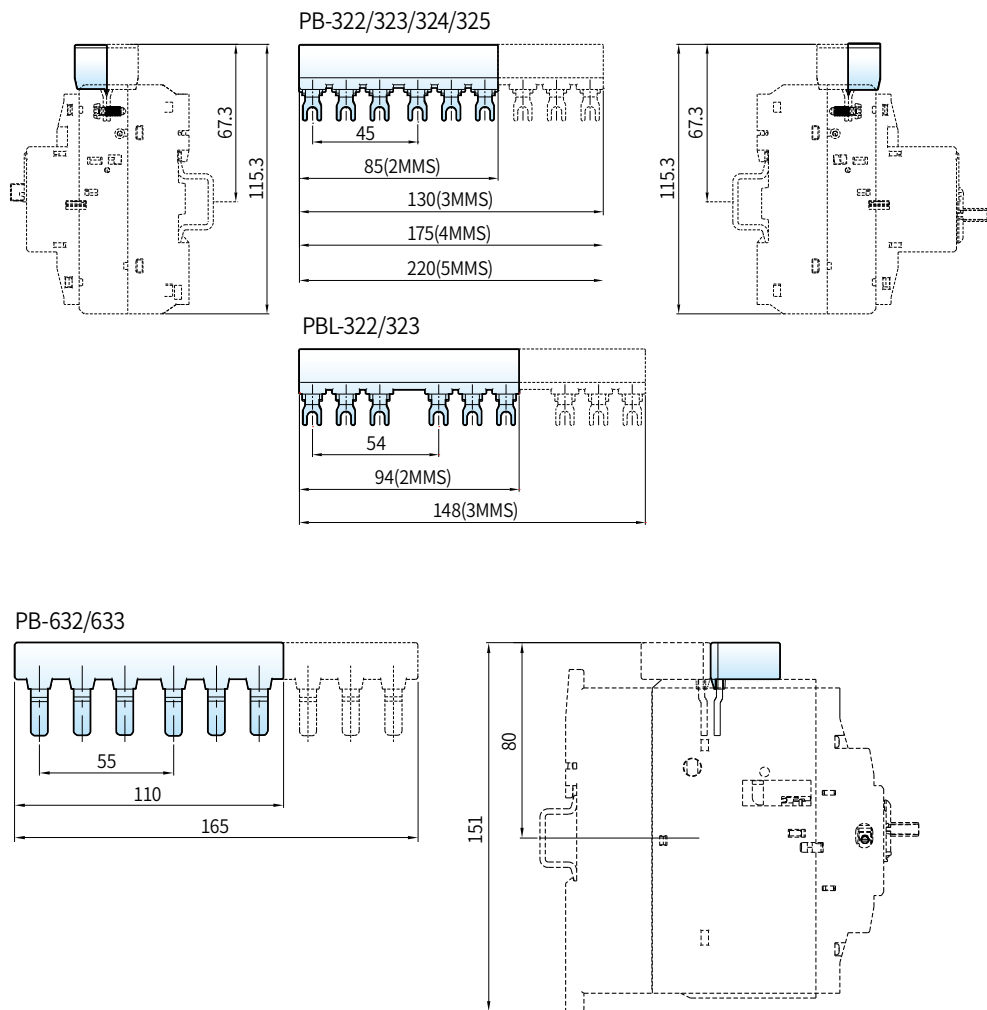 PB-322/323/324/325
67.3
115.3
45
85(2MMS)
130(3MMS)
175(4MMS)
220(5MMS)
115.3
67.3
PBL-322/323
54
94(2MMS)
148(3MMS)
PB-632/633
55
110
165
80
151